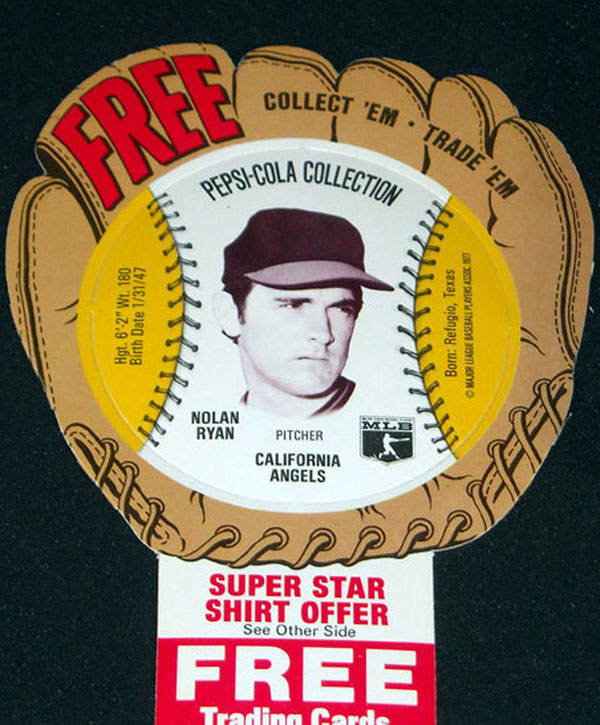 FREE
COLLECT 'EM · TRADE 'EM
PEPSI-COLA COLLECTION
Hgt. 6'-2" Wt. 180
Birth Date 1/31/47
Born: Refugio, Texas
© MAJOR LEAGUE BASEBALL PLAYERS ASSOC. 1977
NOLAN
RYAN
PITCHER
MLB
CALIFORNIA
ANGELS
SUPER STAR
SHIRT OFFER
See Other Side
FREE
Trading Cards